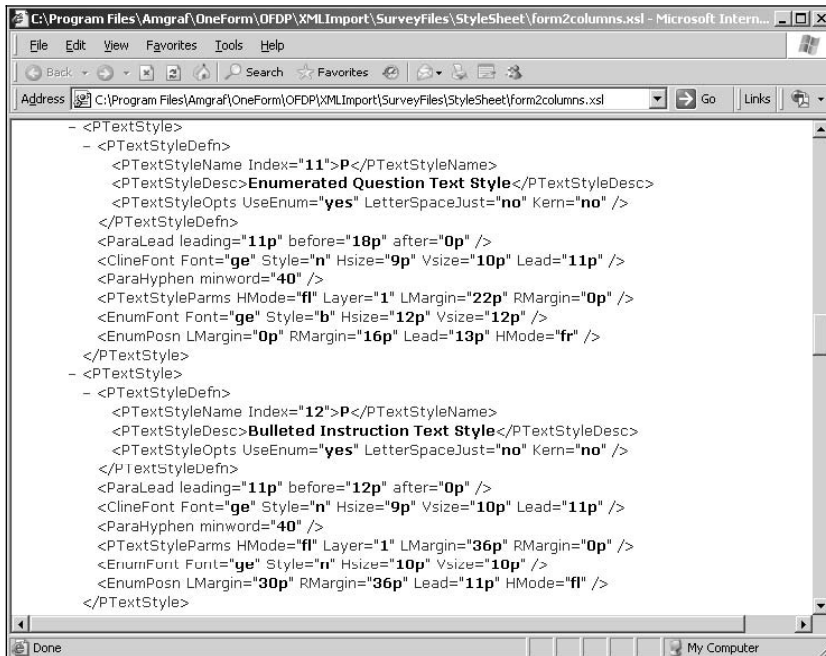 C:\Program Files\Amgraf\OneForm\OFDP\XMLImport\SurveyFiles\StyleSheet\form2columns.xsl - Microsoft Intern...
File Edit View Favorites Tools Help
Back Search Favorites
Address C:\Program Files\Amgraf\OneForm\OFDP\XMLImport\SurveyFiles\StyleSheet\form2columns.xsl Go Links
- <PTextStyle>
- <PTextStyleDefn>
<PTextStyleName Index="11">P</PTextStyleName>
<PTextStyleDesc>Enumerated Question Text Style</PTextStyleDesc>
<PTextStyleOpts UseEnum="yes" LetterSpaceJust="no" Kern="no" />
</PTextStyleDefn>
<ParaLead leading="11p" before="18p" after="0p" />
<ClineFont Font="ge" Style="n" Hsize="9p" Vsize="10p" Lead="11p" />
<ParaHyphen minword="40" />
<PTextStyleParms HMode="fl" Layer="1" LMargin="22p" RMargin="0p" />
<EnumFont Font="ge" Style="b" Hsize="12p" Vsize="12p" />
<EnumPosn LMargin="0p" RMargin="16p" Lead="13p" HMode="fr" />
</PTextStyle>
- <PTextStyle>
- <PTextStyleDefn>
<PTextStyleName Index="12">P</PTextStyleName>
<PTextStyleDesc>Bulleted Instruction Text Style</PTextStyleDesc>
<PTextStyleOpts UseEnum="yes" LetterSpaceJust="no" Kern="no" />
</PTextStyleDefn>
<ParaLead leading="11p" before="12p" after="0p" />
<ClineFont Font="ge" Style="n" Hsize="9p" Vsize="10p" Lead="11p" />
<ParaHyphen minword="40" />
<PTextStyleParms HMode="fl" Layer="1" LMargin="36p" RMargin="0p" />
<EnumFont Font="ge" Style="n" Hsize="10p" Vsize="10p" />
<EnumPosn LMargin="30p" RMargin="36p" Lead="11p" HMode="fl" />
</PTextStyle>
Done My Computer